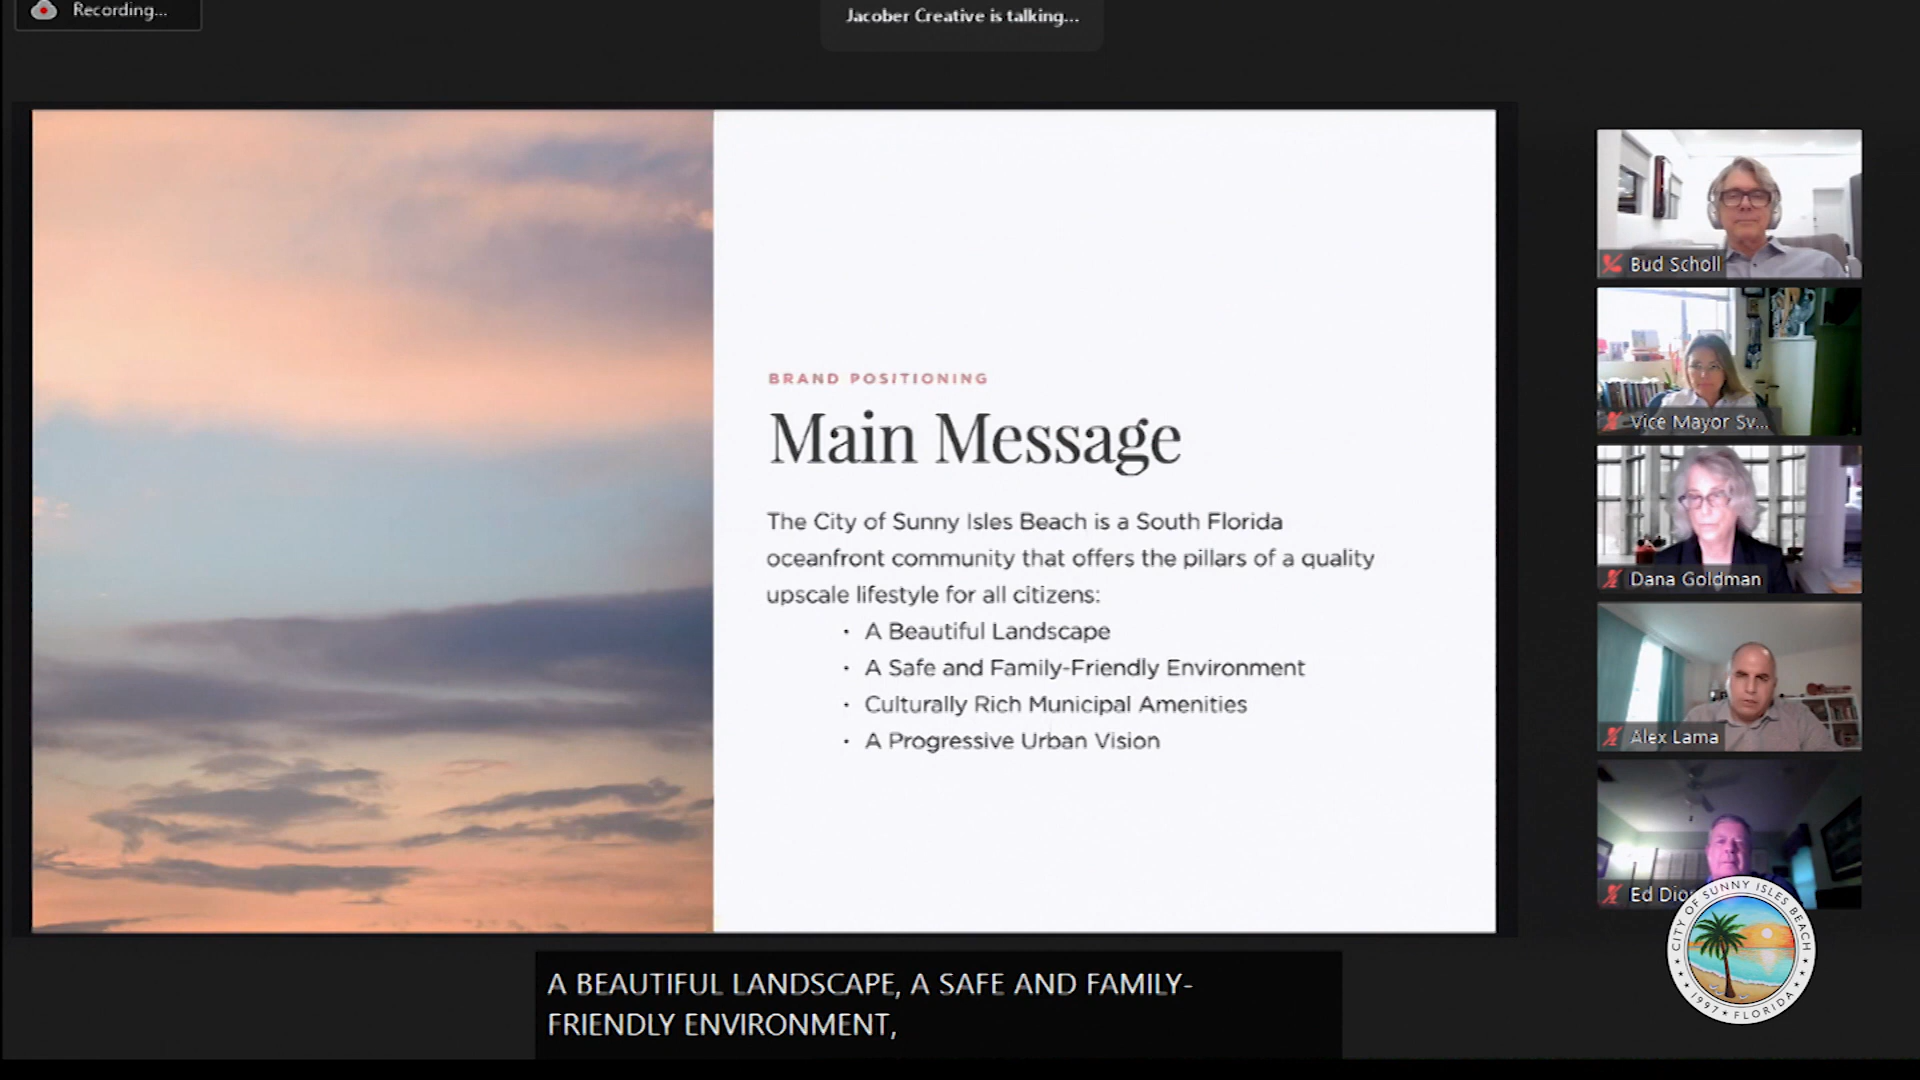 Recording...
Jacober Creative is talking...
BRAND POSITIONING
Main Message
The City of Sunny Isles Beach is a South Florida
oceanfront community that offers the pillars of a quality
upscale lifestyle for all citizens:
· A Beautiful Landscape
· A Safe and Family-Friendly Environment
· Culturally Rich Municipal Amenities
· A Progressive Urban Vision
Bud Scholl
Vice Mayor Sv...
Dana Goldman
Alex Lama
Ed Dio
CITY OF SUNNY ISLES BEACH
★ 1997 ★ FLORIDA ★
A BEAUTIFUL LANDSCAPE, A SAFE AND FAMILY-
FRIENDLY ENVIRONMENT,